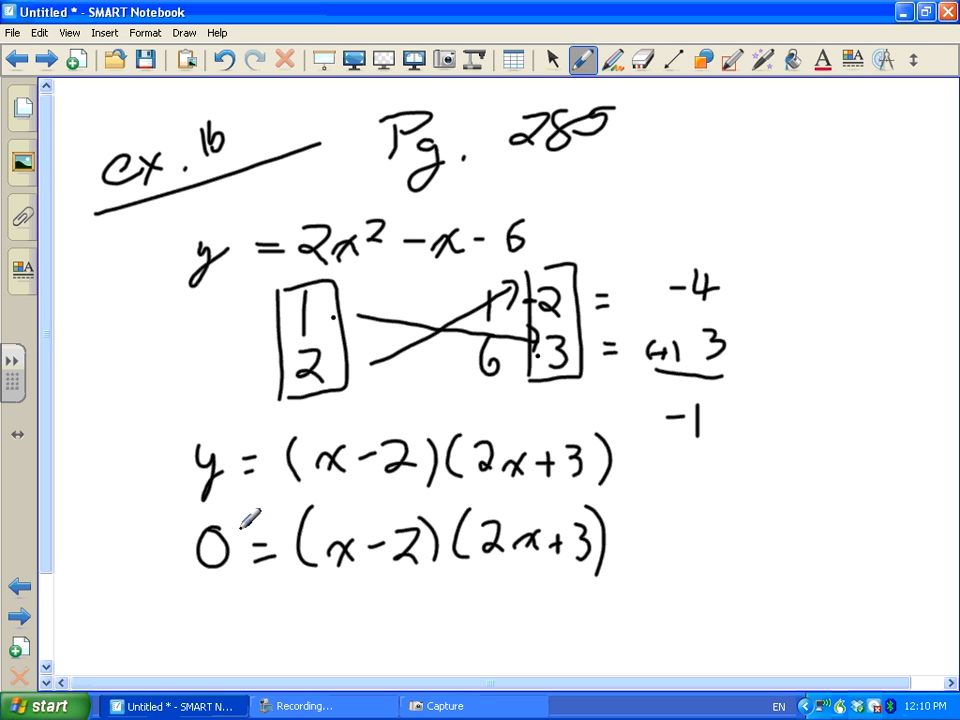 Untitled * - SMART Notebook
File Edit View Insert Format Draw Help
ex. 1b Pg. 285
y = 2x² - x - 6
1 1 -2 = -4
2 6 3 = (+) 3
-1
y = (x-2)(2x+3)
0 = (x-2)(2x+3)
start Untitled * - SMART N... Recording... Capture EN 12:10 PM